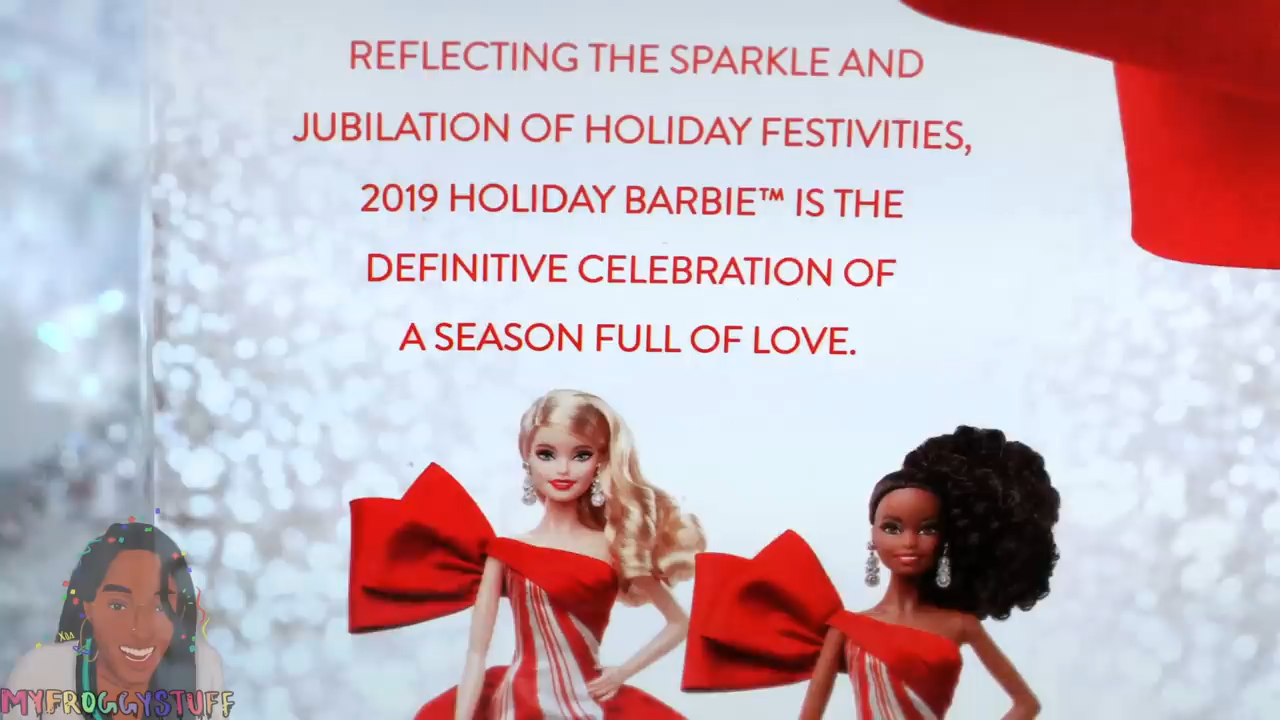 REFLECTING THE SPARKLE AND
JUBILATION OF HOLIDAY FESTIVITIES,
2019 HOLIDAY BARBIE™ IS THE
DEFINITIVE CELEBRATION OF
A SEASON FULL OF LOVE.
MYFROGGYSTUFF